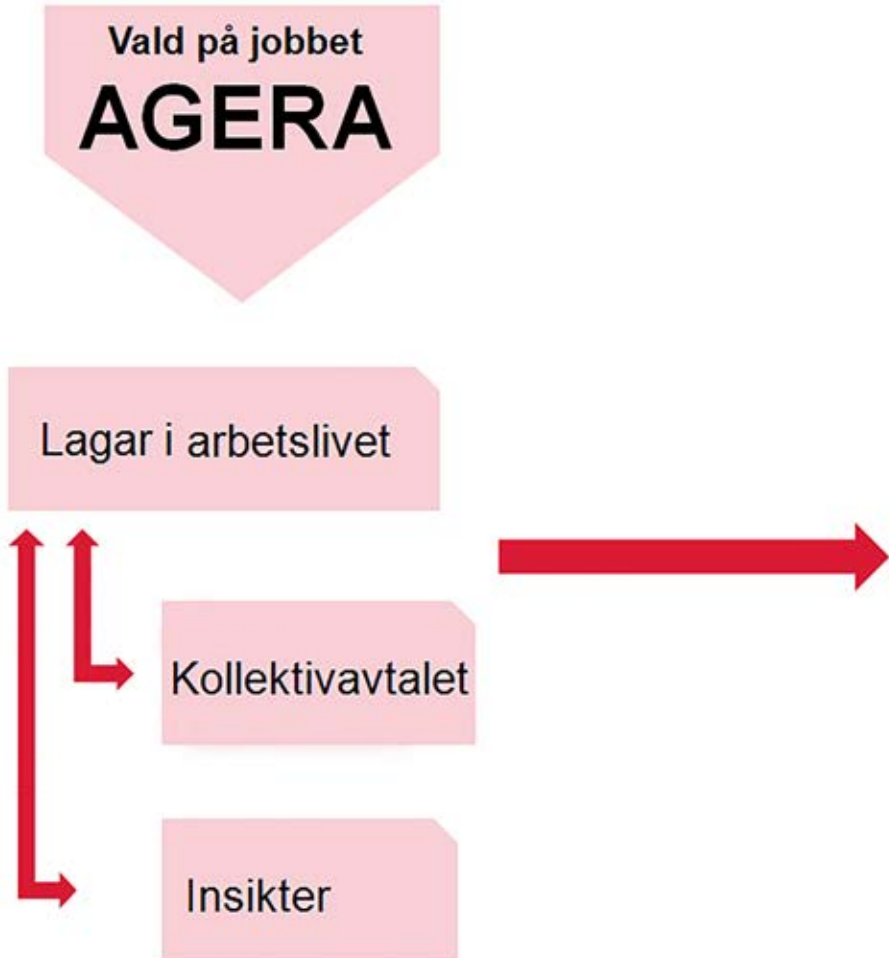 Vald på jobbet
AGERA
Lagar i arbetslivet
Kollektivavtalet
Insikter